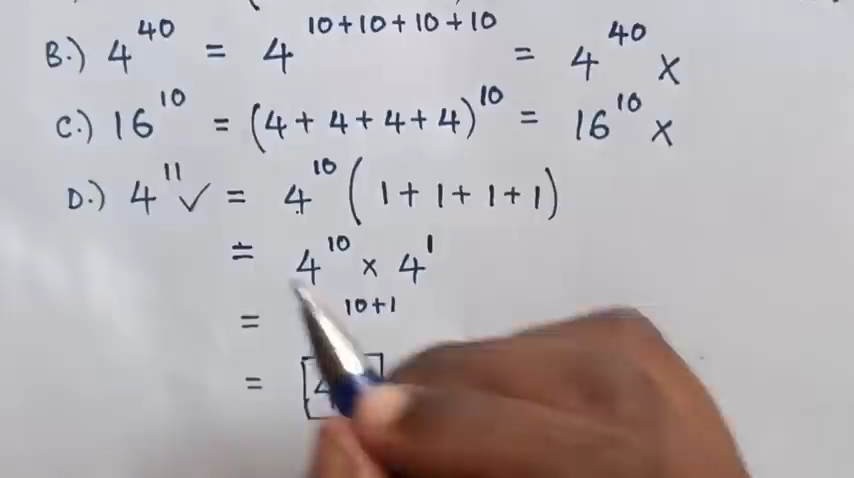 B.) 4^40 = 4^10+10+10+10 = 4^40 ×
C.) 16^10 = (4+4+4+4)^10 = 16^10 ×
D.) 4^11 ✓ = 4^10 (1+1+1+1)
= 4^10 × 4^1
= ^10+1
= 4